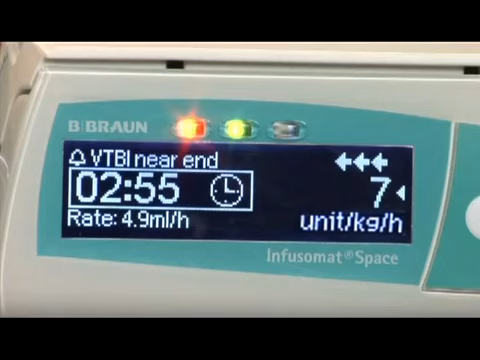 B|BRAUN
VTBI near end
02:55
7
Rate: 4.9ml/h
unit/kg/h
Infusomat®Space